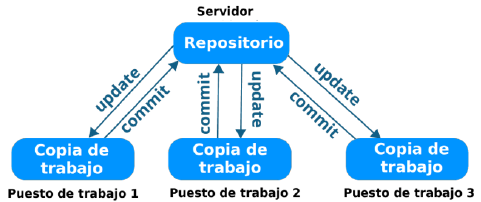 Servidor
Repositorio
update
commit
commit
update
update
commit
Copia de
trabajo
Copia de
trabajo
Copia de
trabajo
Puesto de trabajo 1
Puesto de trabajo 2
Puesto de trabajo 3